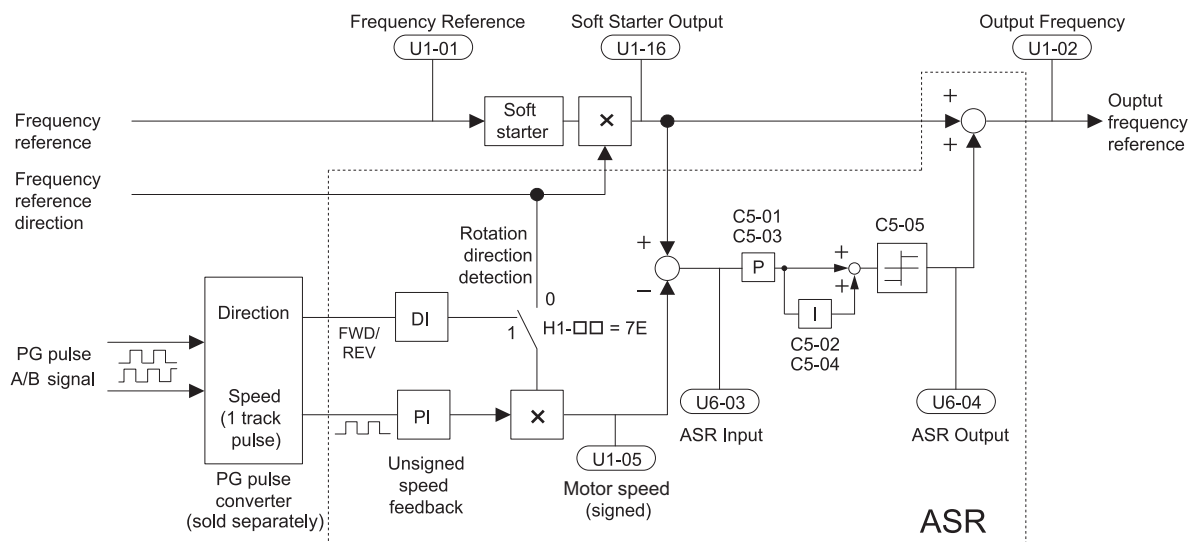 Frequency Reference
U1-01
Soft Starter Output
U1-16
Output Frequency
U1-02
Frequency
reference
Soft
starter
×
+
+
Ouptut
frequency
reference
Frequency
reference
direction
Rotation
direction
detection
+
−
C5-01
C5-03
P
+
+
C5-05
I
C5-02
C5-04
0
1
H1-□□ = 7E
Direction
FWD/
REV
DI
PG pulse
A/B signal
Speed
(1 track
pulse)
PI
×
U6-03
ASR Input
U6-04
ASR Output
U1-05
Motor speed
(signed)
Unsigned
speed
feedback
PG pulse
converter
(sold separately)
ASR